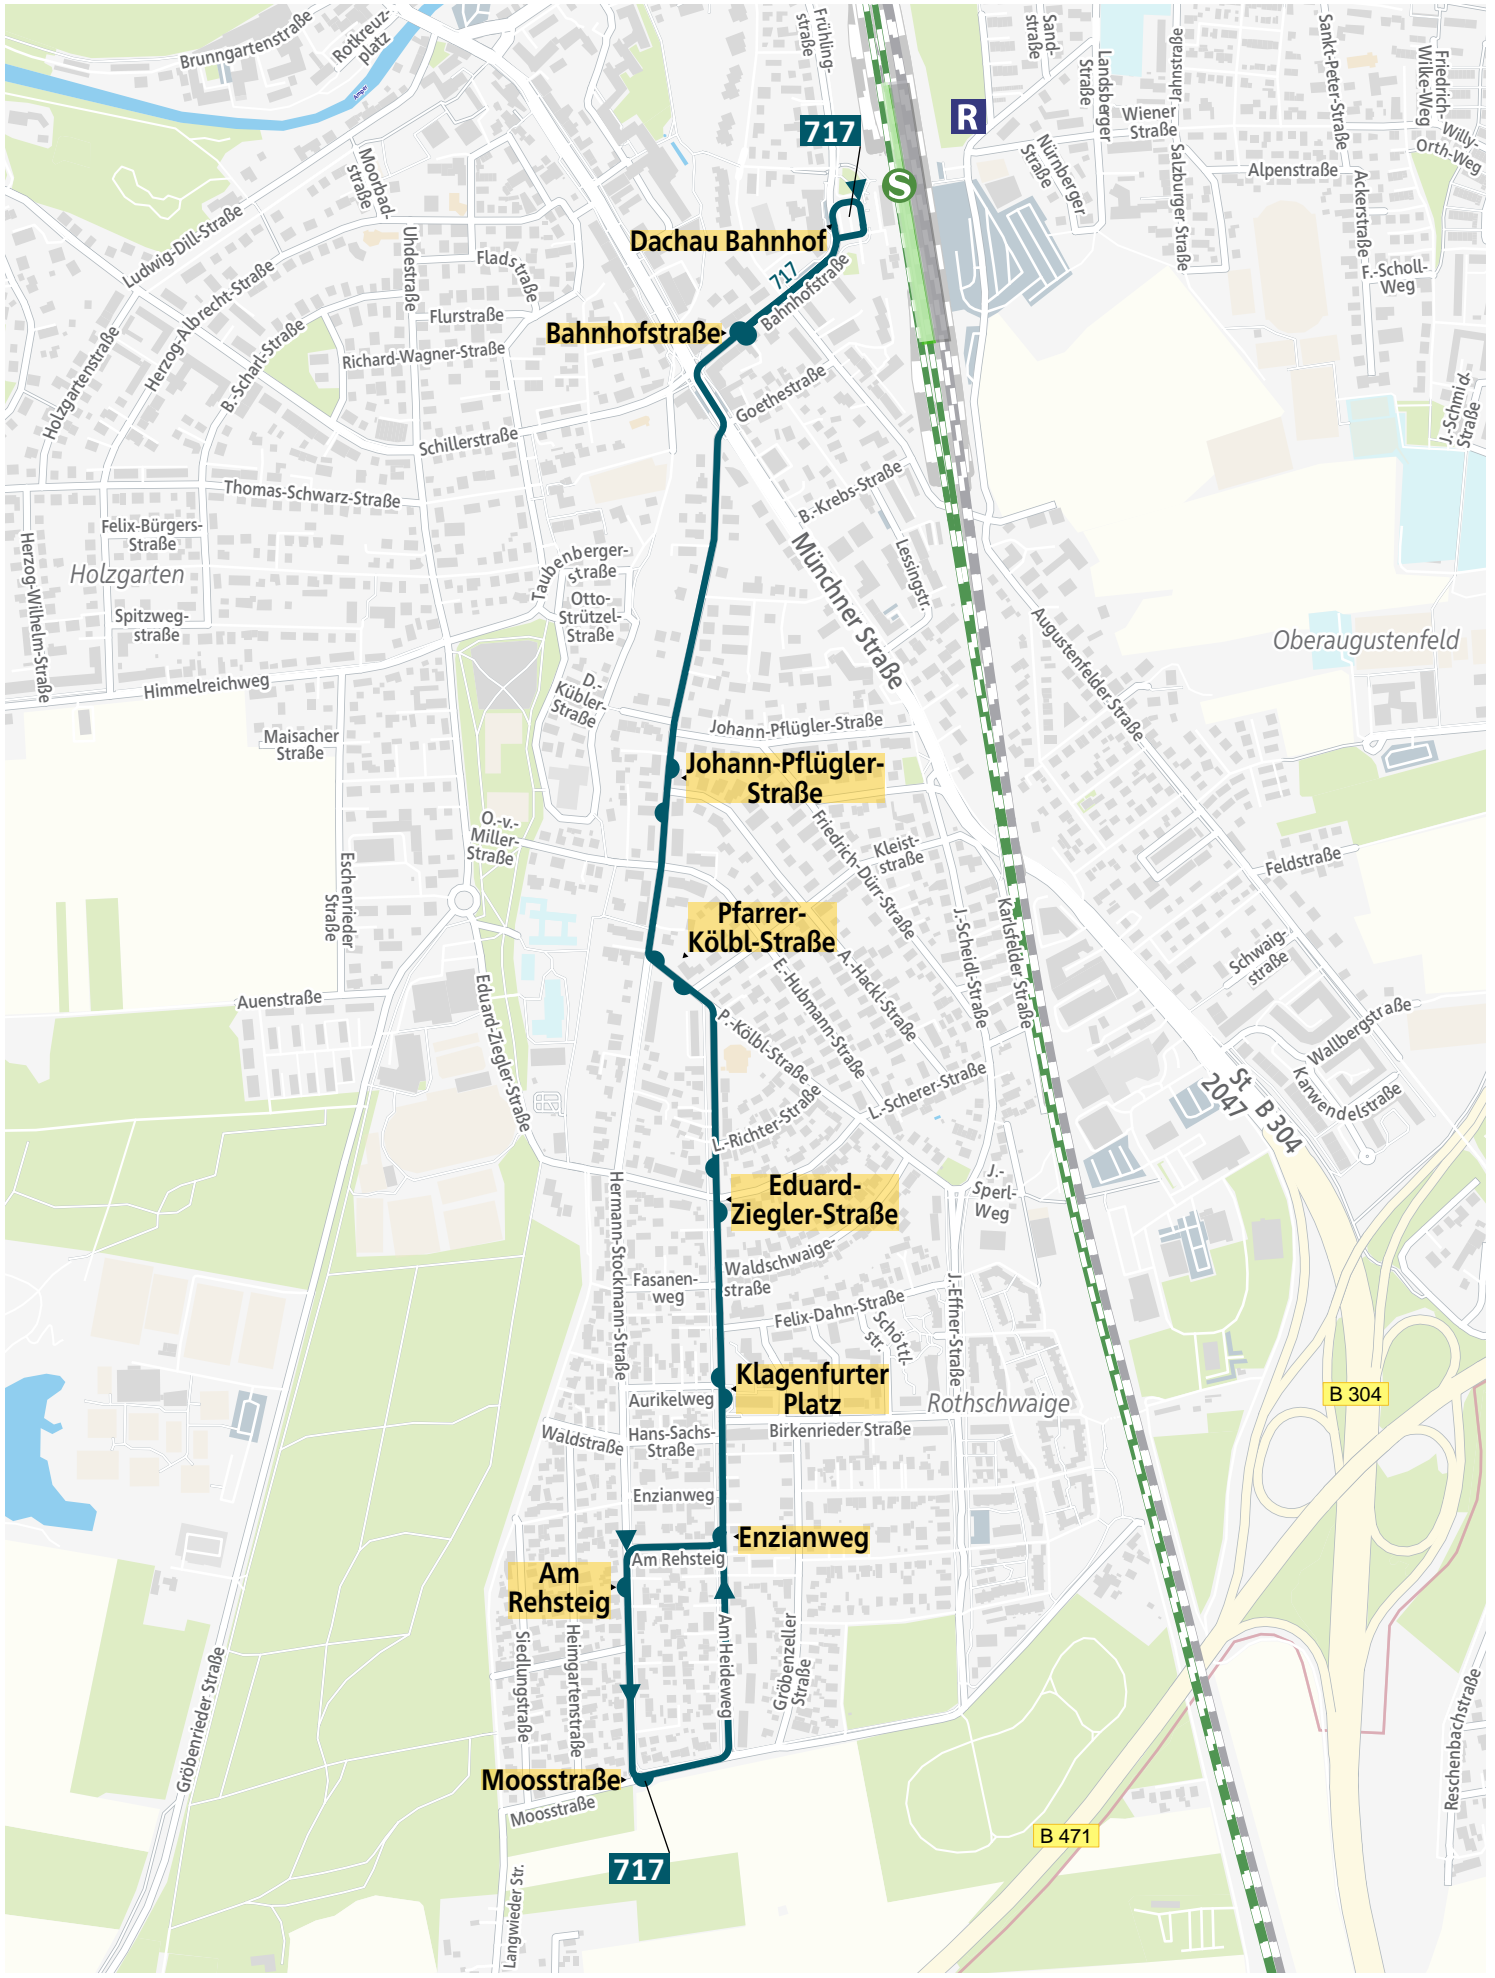 Brunngartenstraße
Rotkreuz-
platz
Amper
Frühling-
straße
Sand-
straße
Landsberger
Straße
Jahnstraße
Sankt-Peter-Straße
Friedrich-
Wilke-Weg
Willy-
Orth-Weg
R
717
Wiener
Straße
Nürnberger
Straße
Salzburger Straße
Alpenstraße
Ackerstraße
F.-Scholl-
Weg
S
Moorbad-
straße
Ludwig-Dill-Straße
Uhdestraße
Fladstraße
Dachau Bahnhof
717
Bahnhofstraße
Herzog-Albrecht-Straße
Flurstraße
Bahnhofstraße
Richard-Wagner-Straße
B.-Scharl-Straße
Holzgartenstraße
Goethestraße
J.-Schmid-
Straße
Schillerstraße
Thomas-Schwarz-Straße
B.-Krebs-Straße
Felix-Bürgers-
Straße
Herzog-Wilhelm-Straße
Holzgarten
Taubenberger-
straße
Münchner Straße
Lessingstr.
Otto-
Strützel-
Straße
Spitzweg-
straße
Augustenfelder Straße
Oberaugustenfeld
Himmelreichweg
D.-
Kübler-
Straße
Maisacher
Straße
Johann-Pflügler-Straße
Johann-Pflügler-
Straße
O.-v.-
Miller-
Straße
Friedrich-Dürr-Straße
Kleist-
straße
Feldstraße
Eschenrieder
Straße
Pfarrer-
Kölbl-Straße
J.-Scheidl-Straße
Karlsfelder Straße
A.-Hackl-Straße
E.-Hubmann-Straße
Schwaig-
straße
Auenstraße
Eduard-Ziegler-Straße
P.-Kölbl-Straße
Wallbergstraße
Karwendelstraße
L.-Scherer-Straße
St
2047
B 304
L.-Richter-Straße
Hermann-Stockmann-Straße
Eduard-
Ziegler-Straße
J.-
Sperl-
Weg
Waldschwaige-
straße
Fasanen-
weg
J.-Effner-Straße
Felix-Dahn-Straße
Schöttl-
str.
Klagenfurter
Platz
Aurikelweg
Rothschwaige
B 304
Waldstraße
Hans-Sachs-
Straße
Birkenrieder Straße
Enzianweg
Enzianweg
Am Rehsteig
Am
Rehsteig
Siedlungstraße
Heimgartenstraße
Am Heideweg
Gröbenzeller
Straße
Gröbenrieder Straße
Reschenbachstraße
Moosstraße
Moosstraße
B 471
717
Langwieder Str.